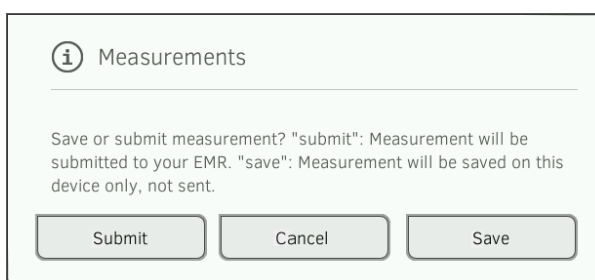 Measurements
Save or submit measurement? "submit": Measurement will be
submitted to your EMR. "save": Measurement will be saved on this
device only, not sent.
Submit Cancel Save